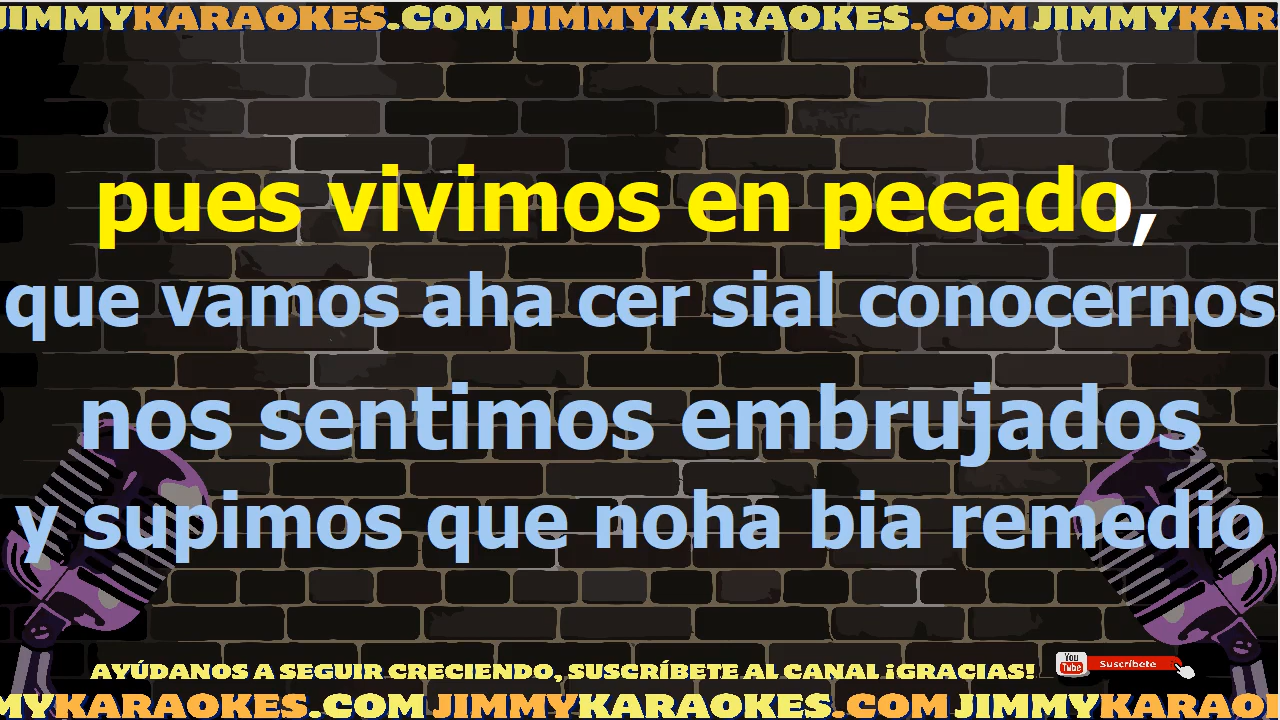 JIMMYKARAOKES.COM JIMMYKARAOKES.COM JIMMYKAR
pues vivimos en pecado,
que vamos aha cer sial conocernos
nos sentimos embrujados
y supimos que noha bia remedio
AYÚDANOS A SEGUIR CRECIENDO, SUSCRÍBETE AL CANAL ¡GRACIAS!
You Tube Suscríbete
MYKARAOKES.COM JIMMYKARAOKES.COM JIMMYKARAOK